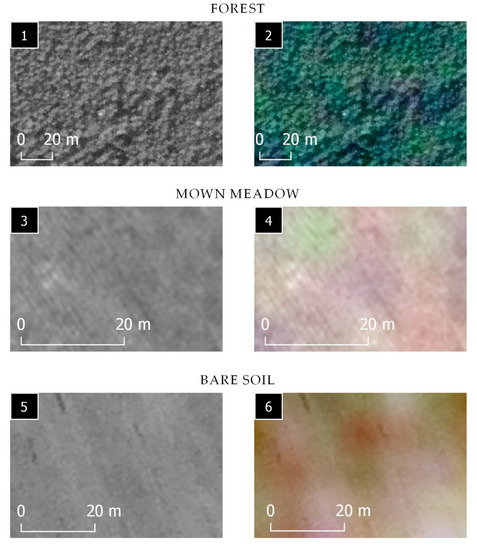 FOREST
1
2
0 20 m
0 20 m
MOWN MEADOW
3
4
0 20 m
0 20 m
BARE SOIL
5
6
0 20 m
0 20 m